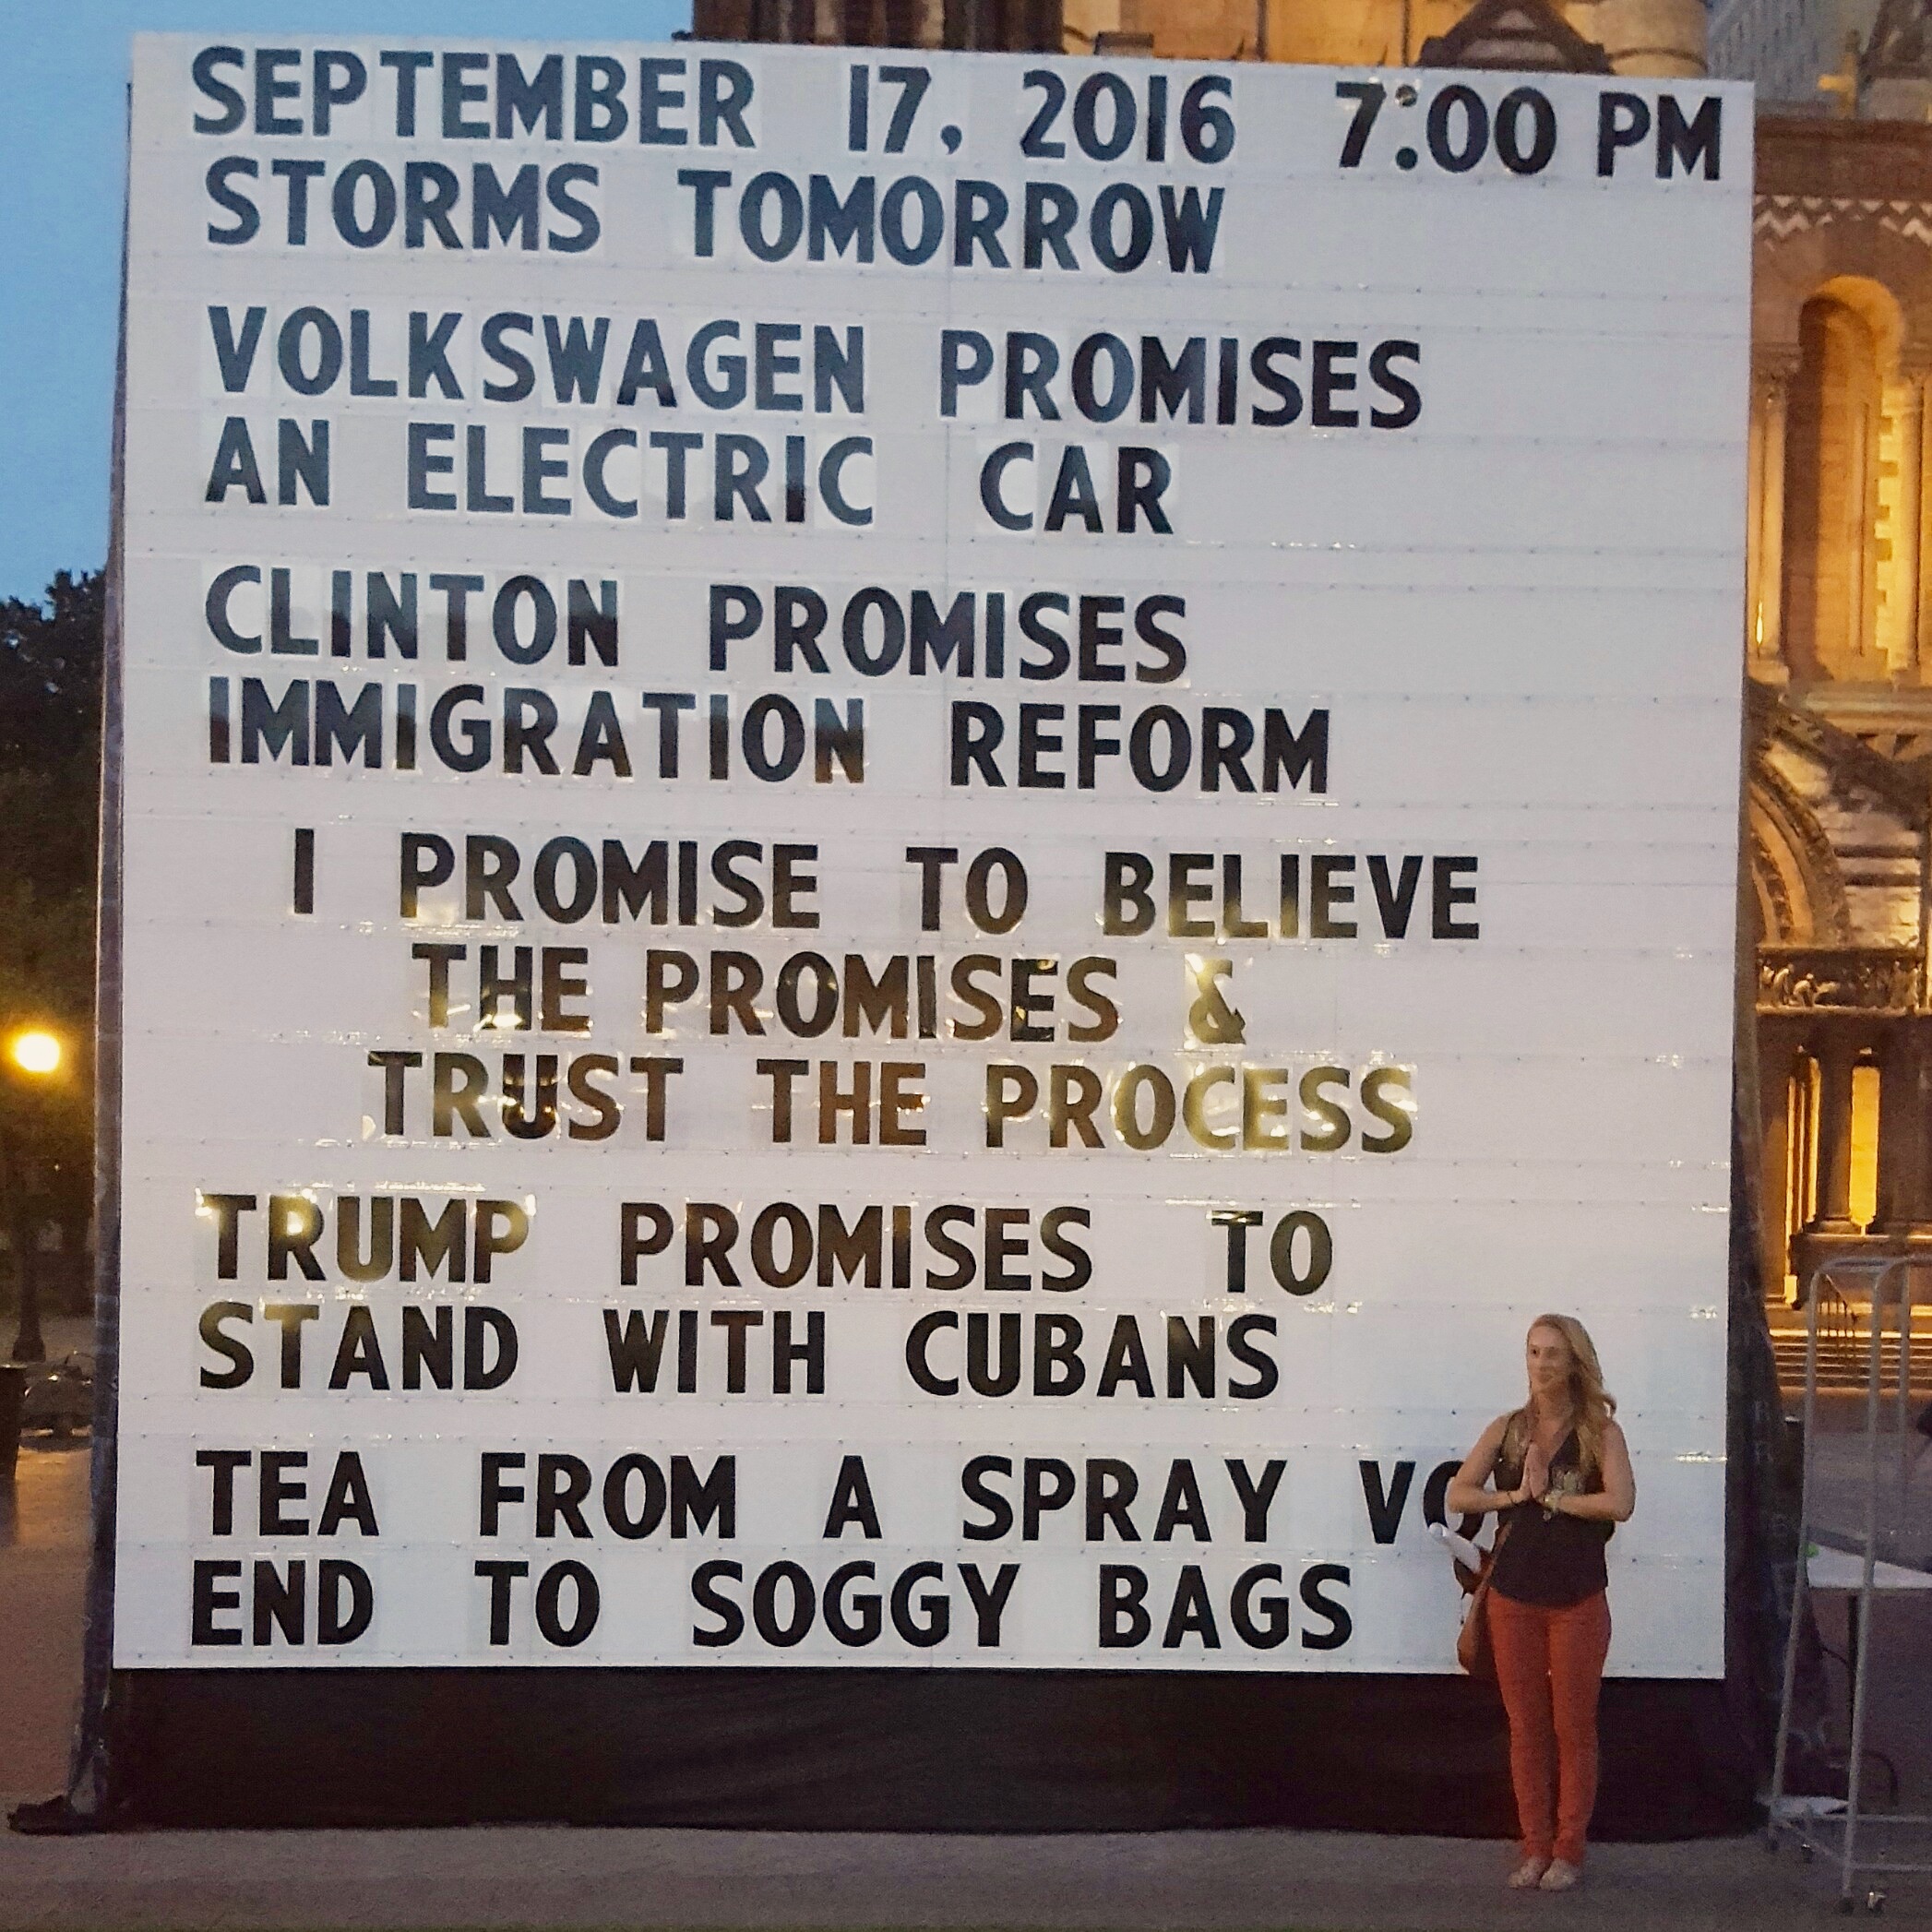 SEPTEMBER 17, 2016 7:00 PM
STORMS TOMORROW
VOLKSWAGEN PROMISES
AN ELECTRIC CAR
CLINTON PROMISES
IMMIGRATION REFORM
I PROMISE TO BELIEVE
THE PROMISES &
TRUST THE PROCESS
TRUMP PROMISES TO
STAND WITH CUBANS
TEA FROM A SPRAY
END TO SOGGY BAGS